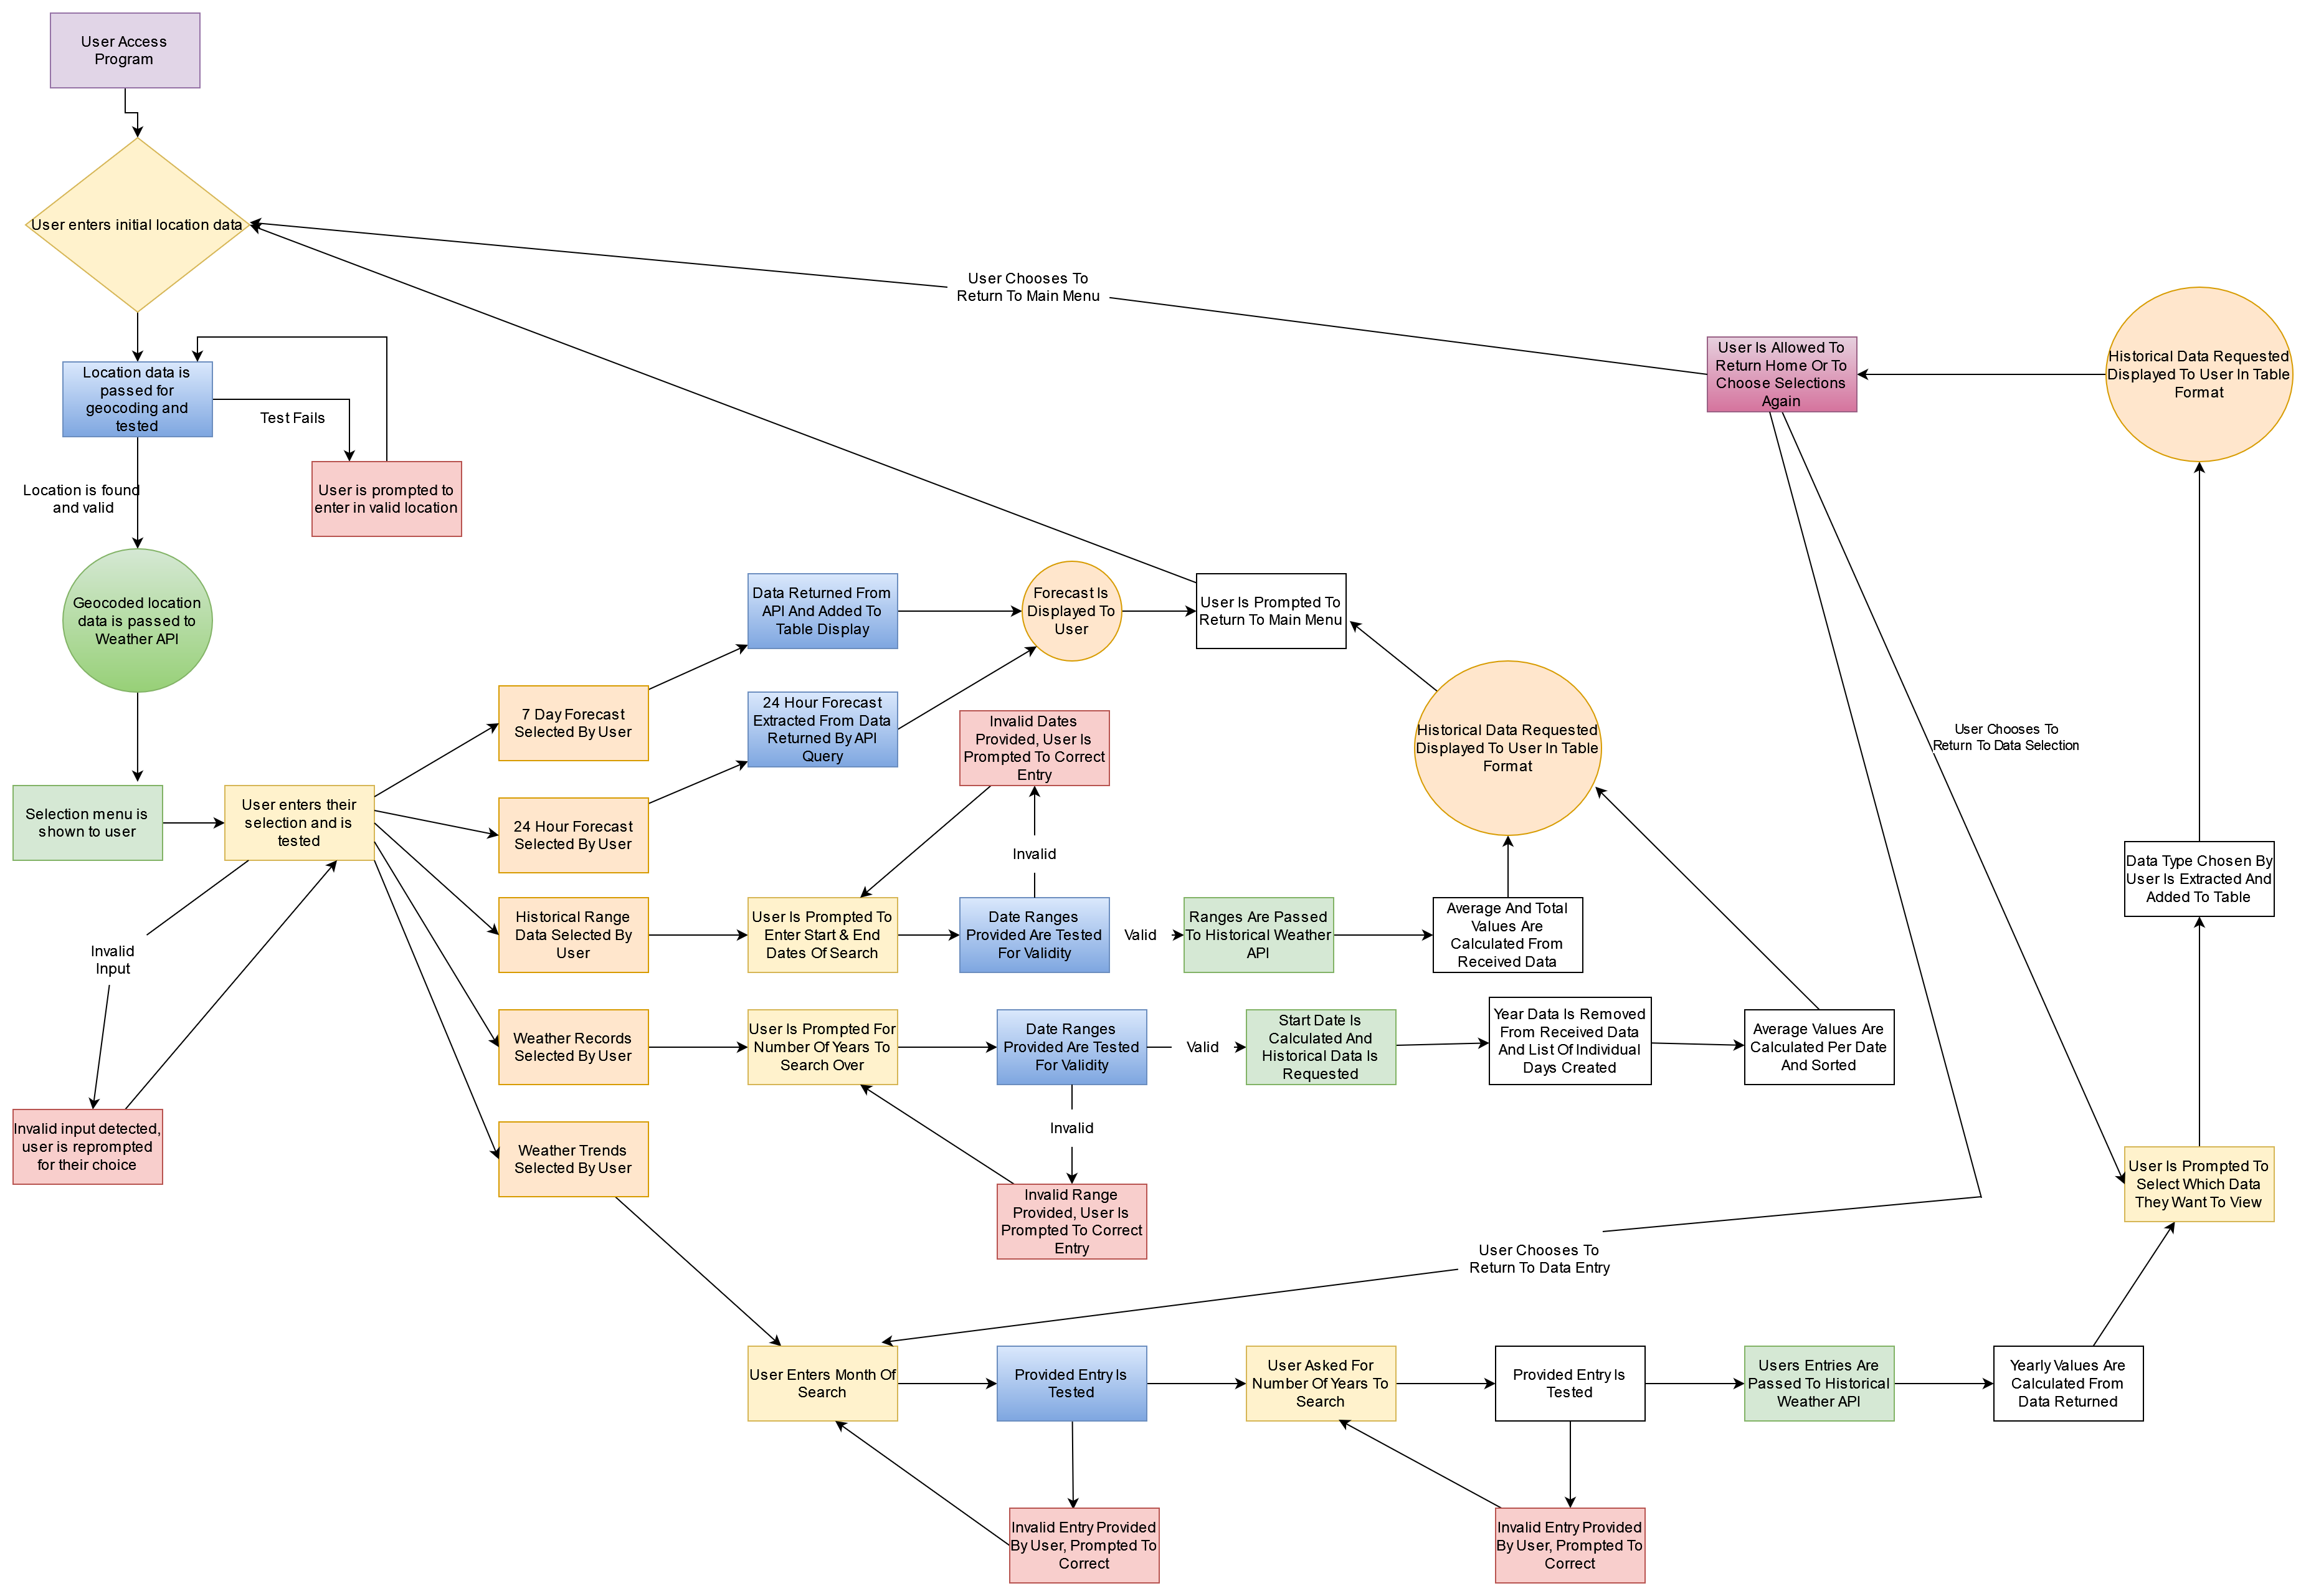 User Access
Program
User enters initial location data
User Chooses To
Return To Main Menu
Location data is
passed for
geocoding and
tested
Test Fails
User is prompted to
enter in valid location
Location is found
and valid
Geocoded location
data is passed to
Weather API
Selection menu is
shown to user
User enters their
selection and is
tested
Invalid
Input
Invalid input detected,
user is reprompted
for their choice
7 Day Forecast
Selected By User
24 Hour Forecast
Selected By User
Historical Range
Data Selected By
User
Weather Records
Selected By User
Weather Trends
Selected By User
Data Returned From
API And Added To
Table Display
24 Hour Forecast
Extracted From Data
Returned By API
Query
Forecast Is
Displayed To
User
User Is Prompted To
Return To Main Menu
Invalid Dates
Provided, User Is
Prompted To Correct
Entry
Invalid
User Is Prompted To
Enter Start & End
Dates Of Search
Date Ranges
Provided Are Tested
For Validity
Valid
Ranges Are Passed
To Historical Weather
API
Average And Total
Values Are
Calculated From
Received Data
Historical Data Requested
Displayed To User In Table
Format
User Is Prompted For
Number Of Years To
Search Over
Date Ranges
Provided Are Tested
For Validity
Valid
Start Date Is
Calculated And
Historical Data Is
Requested
Year Data Is Removed
From Received Data
And List Of Individual
Days Created
Average Values Are
Calculated Per Date
And Sorted
Invalid
Invalid Range
Provided, User Is
Prompted To Correct
Entry
User Enters Month Of
Search
Provided Entry Is
Tested
User Asked For
Number Of Years To
Search
Provided Entry Is
Tested
Users Entries Are
Passed To Historical
Weather API
Yearly Values Are
Calculated From
Data Returned
Invalid Entry Provided
By User, Prompted To
Correct
Invalid Entry Provided
By User, Prompted To
Correct
User Is Prompted To
Select Which Data
They Want To View
Data Type Chosen By
User Is Extracted And
Added To Table
Historical Data Requested
Displayed To User In Table
Format
User Is Allowed To
Return Home Or To
Choose Selections
Again
User Chooses To
Return To Data Selection
User Chooses To
Return To Data Entry